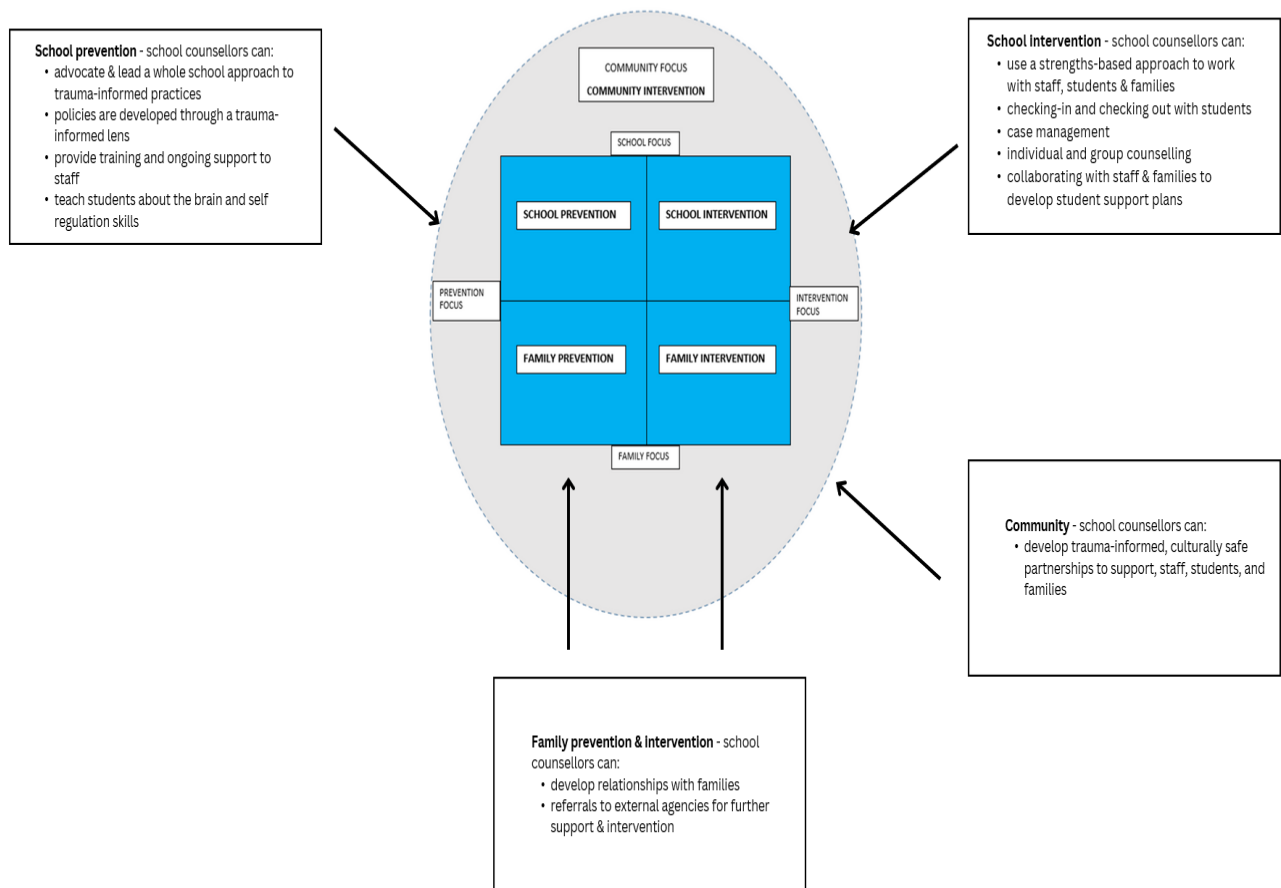 School prevention - school counsellors can:
• advocate & lead a whole school approach to
trauma-informed practices
• policies are developed through a trauma-
informed lens
• provide training and ongoing support to
staff
• teach students about the brain and self
regulation skills
COMMUNITY FOCUS
COMMUNITY INTERVENTION
School intervention - school counsellors can:
• use a strengths-based approach to work
with staff, students & families
• checking-in and checking out with students
• case management
• individual and group counselling
• collaborating with staff & families to
develop student support plans
SCHOOL FOCUS
SCHOOL PREVENTION
SCHOOL INTERVENTION
PREVENTION
FOCUS
INTERVENTION
FOCUS
FAMILY PREVENTION
FAMILY INTERVENTION
FAMILY FOCUS
Community - school counsellors can:
• develop trauma-informed, culturally safe
partnerships to support, staff, students, and
families
Family prevention & intervention - school
counsellors can:
• develop relationships with families
• referrals to external agencies for further
support & intervention